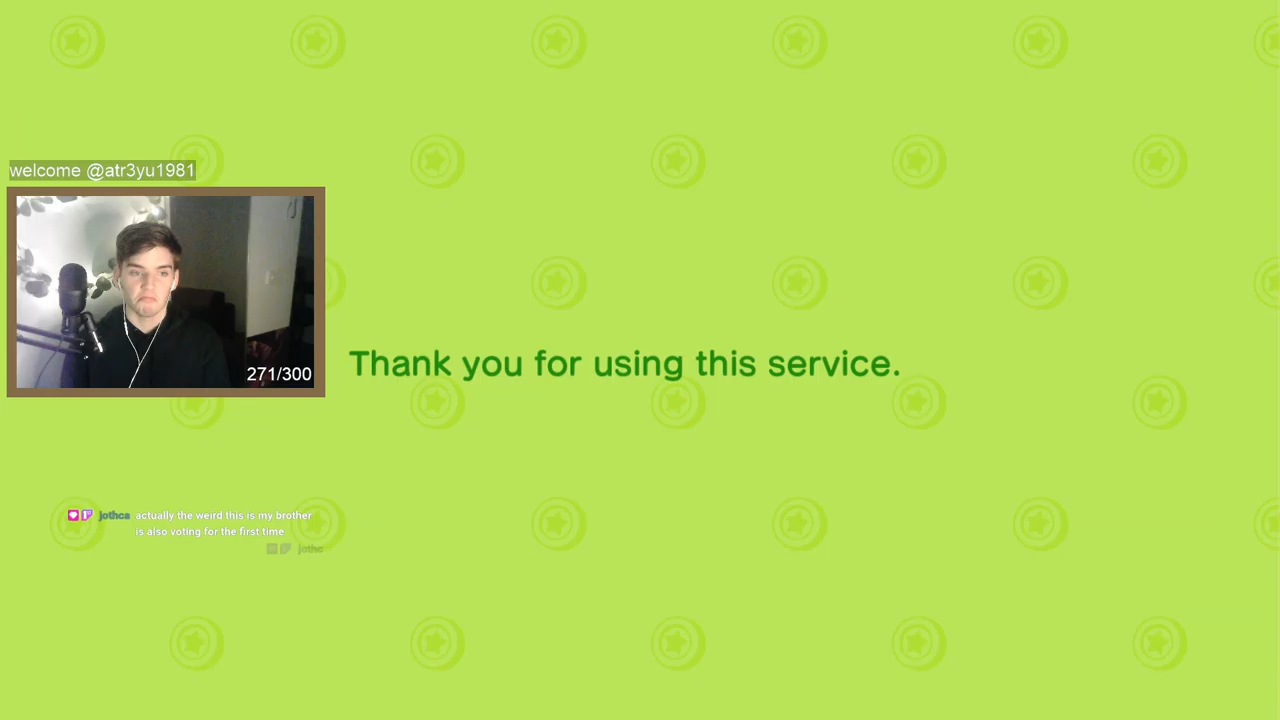 welcome @atr3yu1981
271/300
Thank you for using this service.
jothca actually the weird this is my brother
is also voting for the first time
jothc